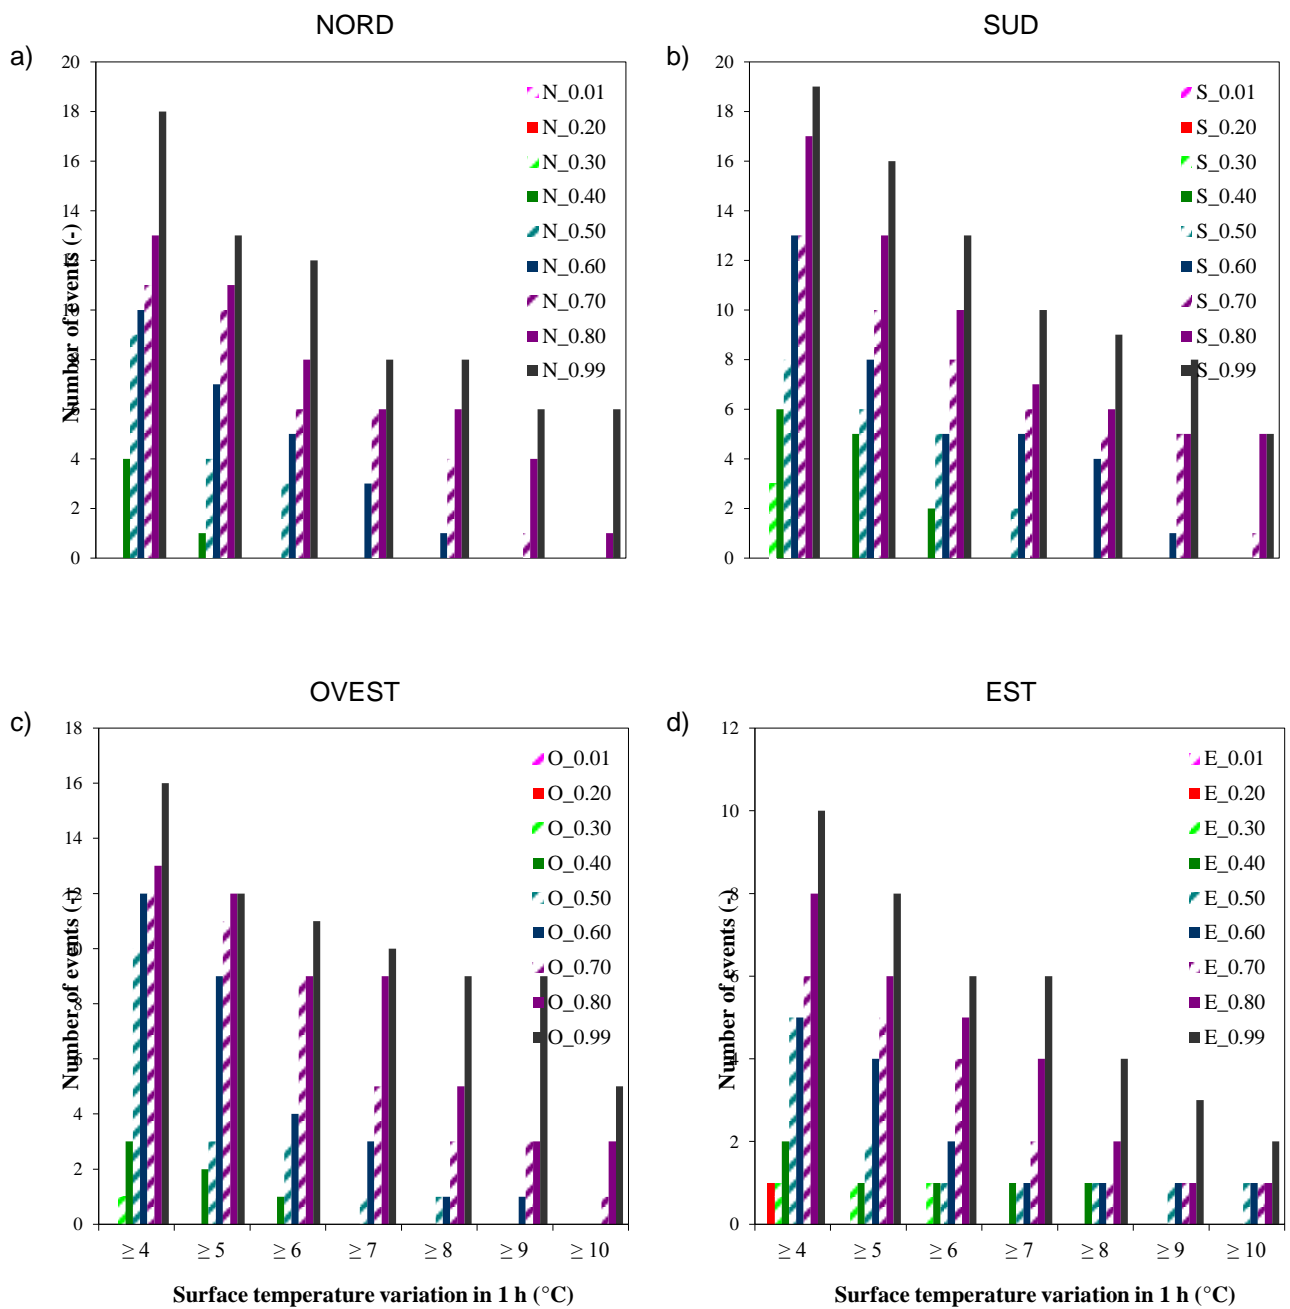 NORD
a)
20
18
16
14
12
10
8
6
4
2
0
Number of events (-)
N_0.01
N_0.20
N_0.30
N_0.40
N_0.50
N_0.60
N_0.70
N_0.80
N_0.99
SUD
b)
20
18
16
14
12
10
8
6
4
2
0
S_0.01
S_0.20
S_0.30
S_0.40
S_0.50
S_0.60
S_0.70
S_0.80
S_0.99
OVEST
c)
18
16
14
12
10
8
6
4
2
0
Number of events (-)
O_0.01
O_0.20
O_0.30
O_0.40
O_0.50
O_0.60
O_0.70
O_0.80
O_0.99
≥ 4 ≥ 5 ≥ 6 ≥ 7 ≥ 8 ≥ 9 ≥ 10
Surface temperature variation in 1 h (°C)
EST
d)
12
10
8
6
4
2
0
Number of events (-)
E_0.01
E_0.20
E_0.30
E_0.40
E_0.50
E_0.60
E_0.70
E_0.80
E_0.99
≥ 4 ≥ 5 ≥ 6 ≥ 7 ≥ 8 ≥ 9 ≥ 10
Surface temperature variation in 1 h (°C)